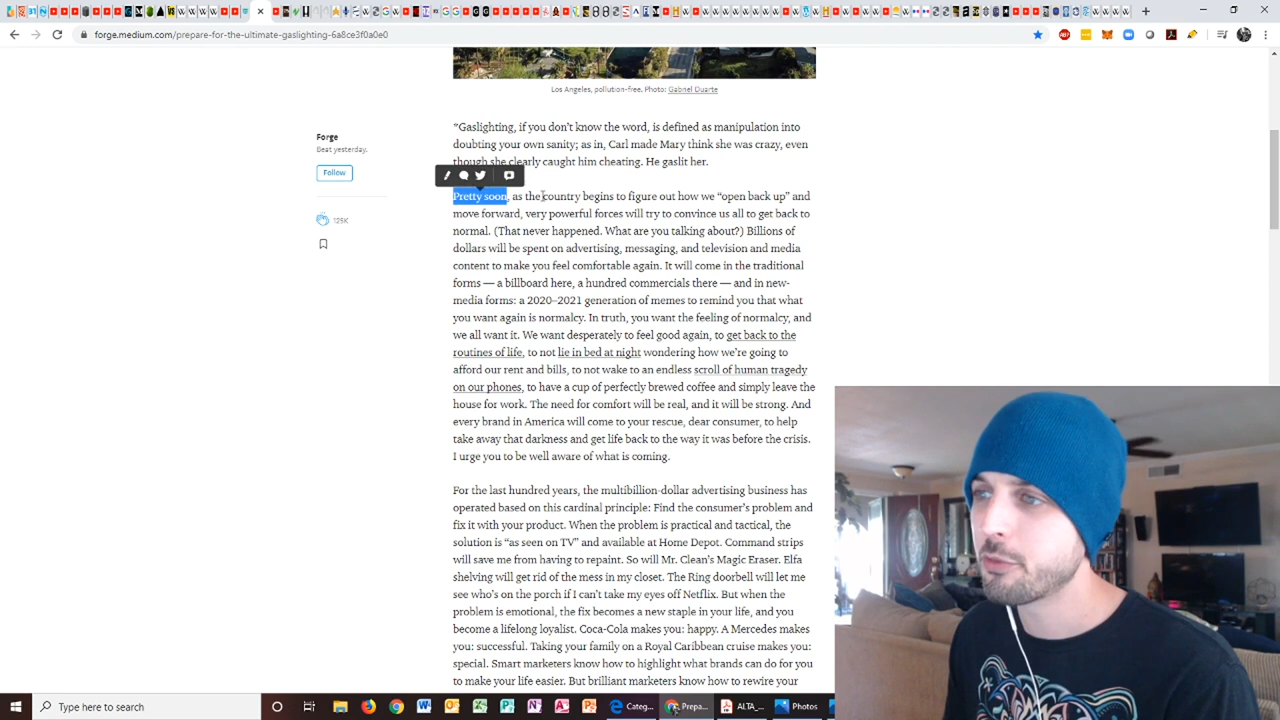 forge.medium.com/prepare-for-the-ultimate-gaslighting-6a8ce3f0a0e0
Los Angeles, pollution-free. Photo: Gabriel Duarte
Forge
Beat yesterday.
Follow
125K
*Gaslighting, if you don’t know the word, is defined as manipulation into
doubting your own sanity; as in, Carl made Mary think she was crazy, even
though she clearly caught him cheating. He gaslit her.
Pretty soon, as the country begins to figure out how we “open back up” and
move forward, very powerful forces will try to convince us all to get back to
normal. (That never happened. What are you talking about?) Billions of
dollars will be spent on advertising, messaging, and television and media
content to make you feel comfortable again. It will come in the traditional
forms — a billboard here, a hundred commercials there — and in new-
media forms: a 2020–2021 generation of memes to remind you that what
you want again is normalcy. In truth, you want the feeling of normalcy, and
we all want it. We want desperately to feel good again, to get back to the
routines of life, to not lie in bed at night wondering how we’re going to
afford our rent and bills, to not wake to an endless scroll of human tragedy
on our phones, to have a cup of perfectly brewed coffee and simply leave the
house for work. The need for comfort will be real, and it will be strong. And
every brand in America will come to your rescue, dear consumer, to help
take away that darkness and get life back to the way it was before the crisis.
I urge you to be well aware of what is coming.
For the last hundred years, the multibillion-dollar advertising business has
operated based on this cardinal principle: Find the consumer’s problem and
fix it with your product. When the problem is practical and tactical, the
solution is “as seen on TV” and available at Home Depot. Command strips
will save me from having to repaint. So will Mr. Clean’s Magic Eraser. Elfa
shelving will get rid of the mess in my closet. The Ring doorbell will let me
see who’s on the porch if I can’t take my eyes off Netflix. But when the
problem is emotional, the fix becomes a new staple in your life, and you
become a lifelong loyalist. Coca-Cola makes you: happy. A Mercedes makes
you: successful. Taking your family on a Royal Caribbean cruise makes you:
special. Smart marketers know how to highlight what brands can do for you
to make your life easier. But brilliant marketers know how to rewire your
Type here to search
Categ...
Prepa...
ALTA_...
Photos